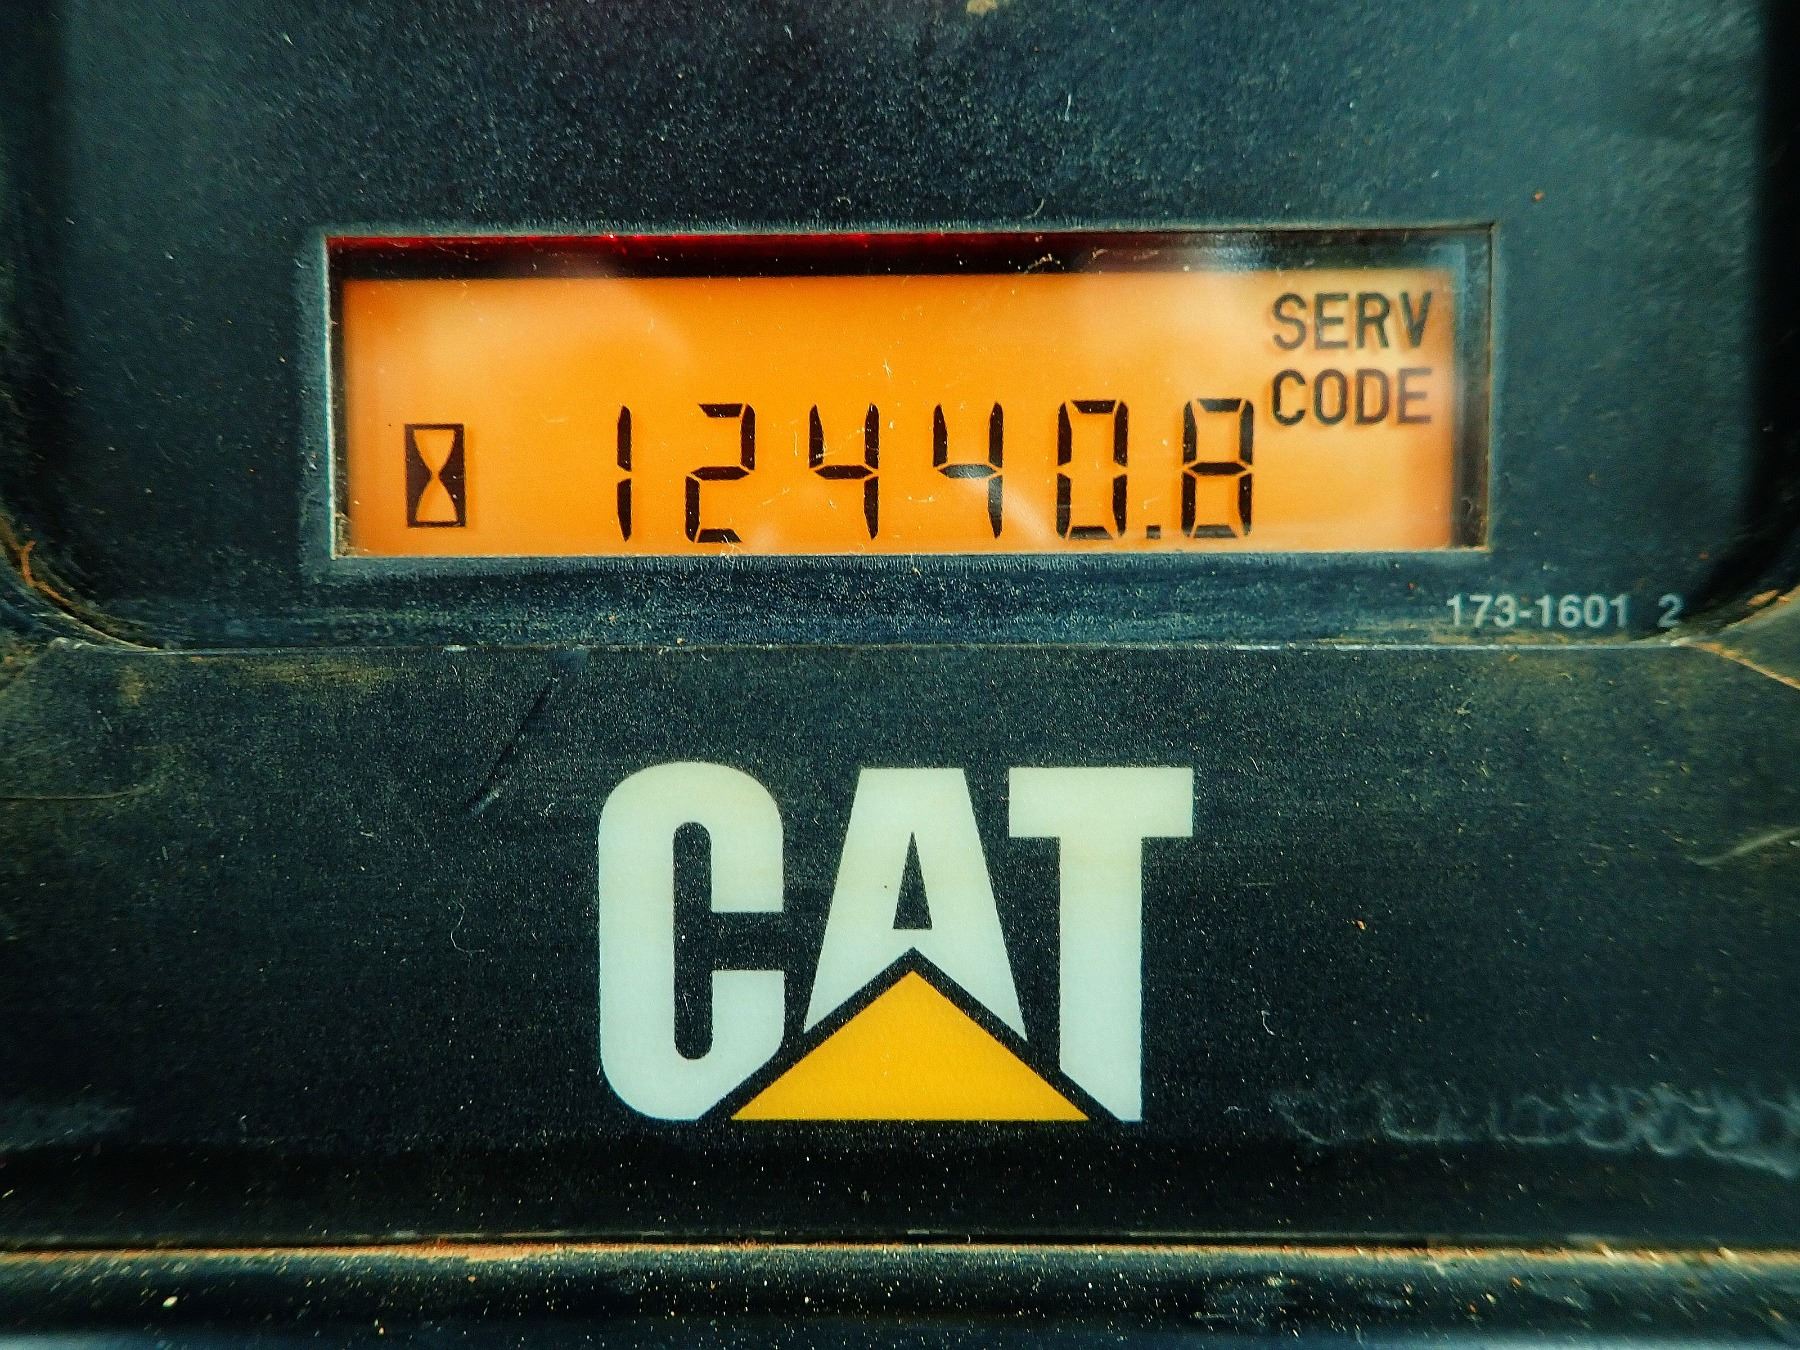 SERV
CODE
12440.8
173-1601 2
CAT